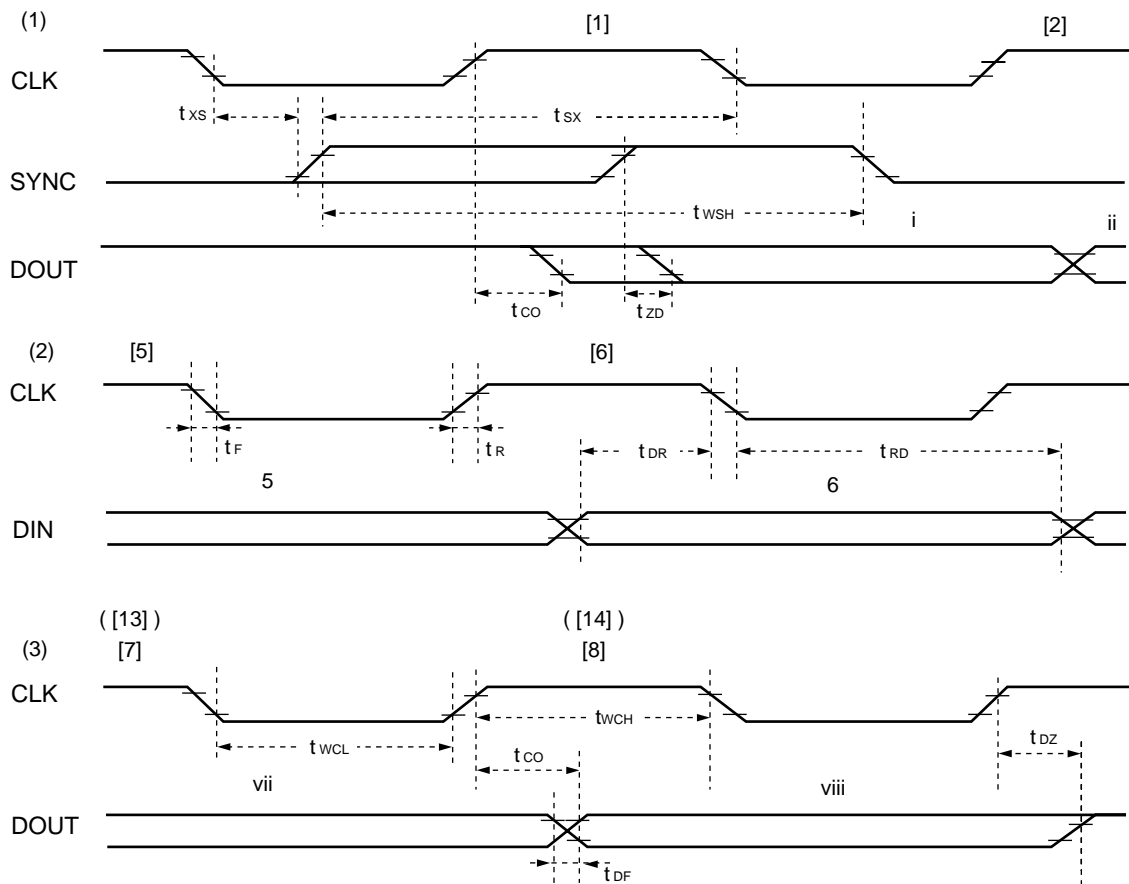 (1) [1] [2]
CLK
t XS t SX
SYNC
t WSH
i ii
DOUT
t CO t ZD
(2) [5] [6]
CLK
t F t R t DR t RD
5 6
DIN
( [13] ) ( [14] )
(3) [7] [8]
CLK
t WCL t WCH t DZ
t CO
vii viii
DOUT
t DF